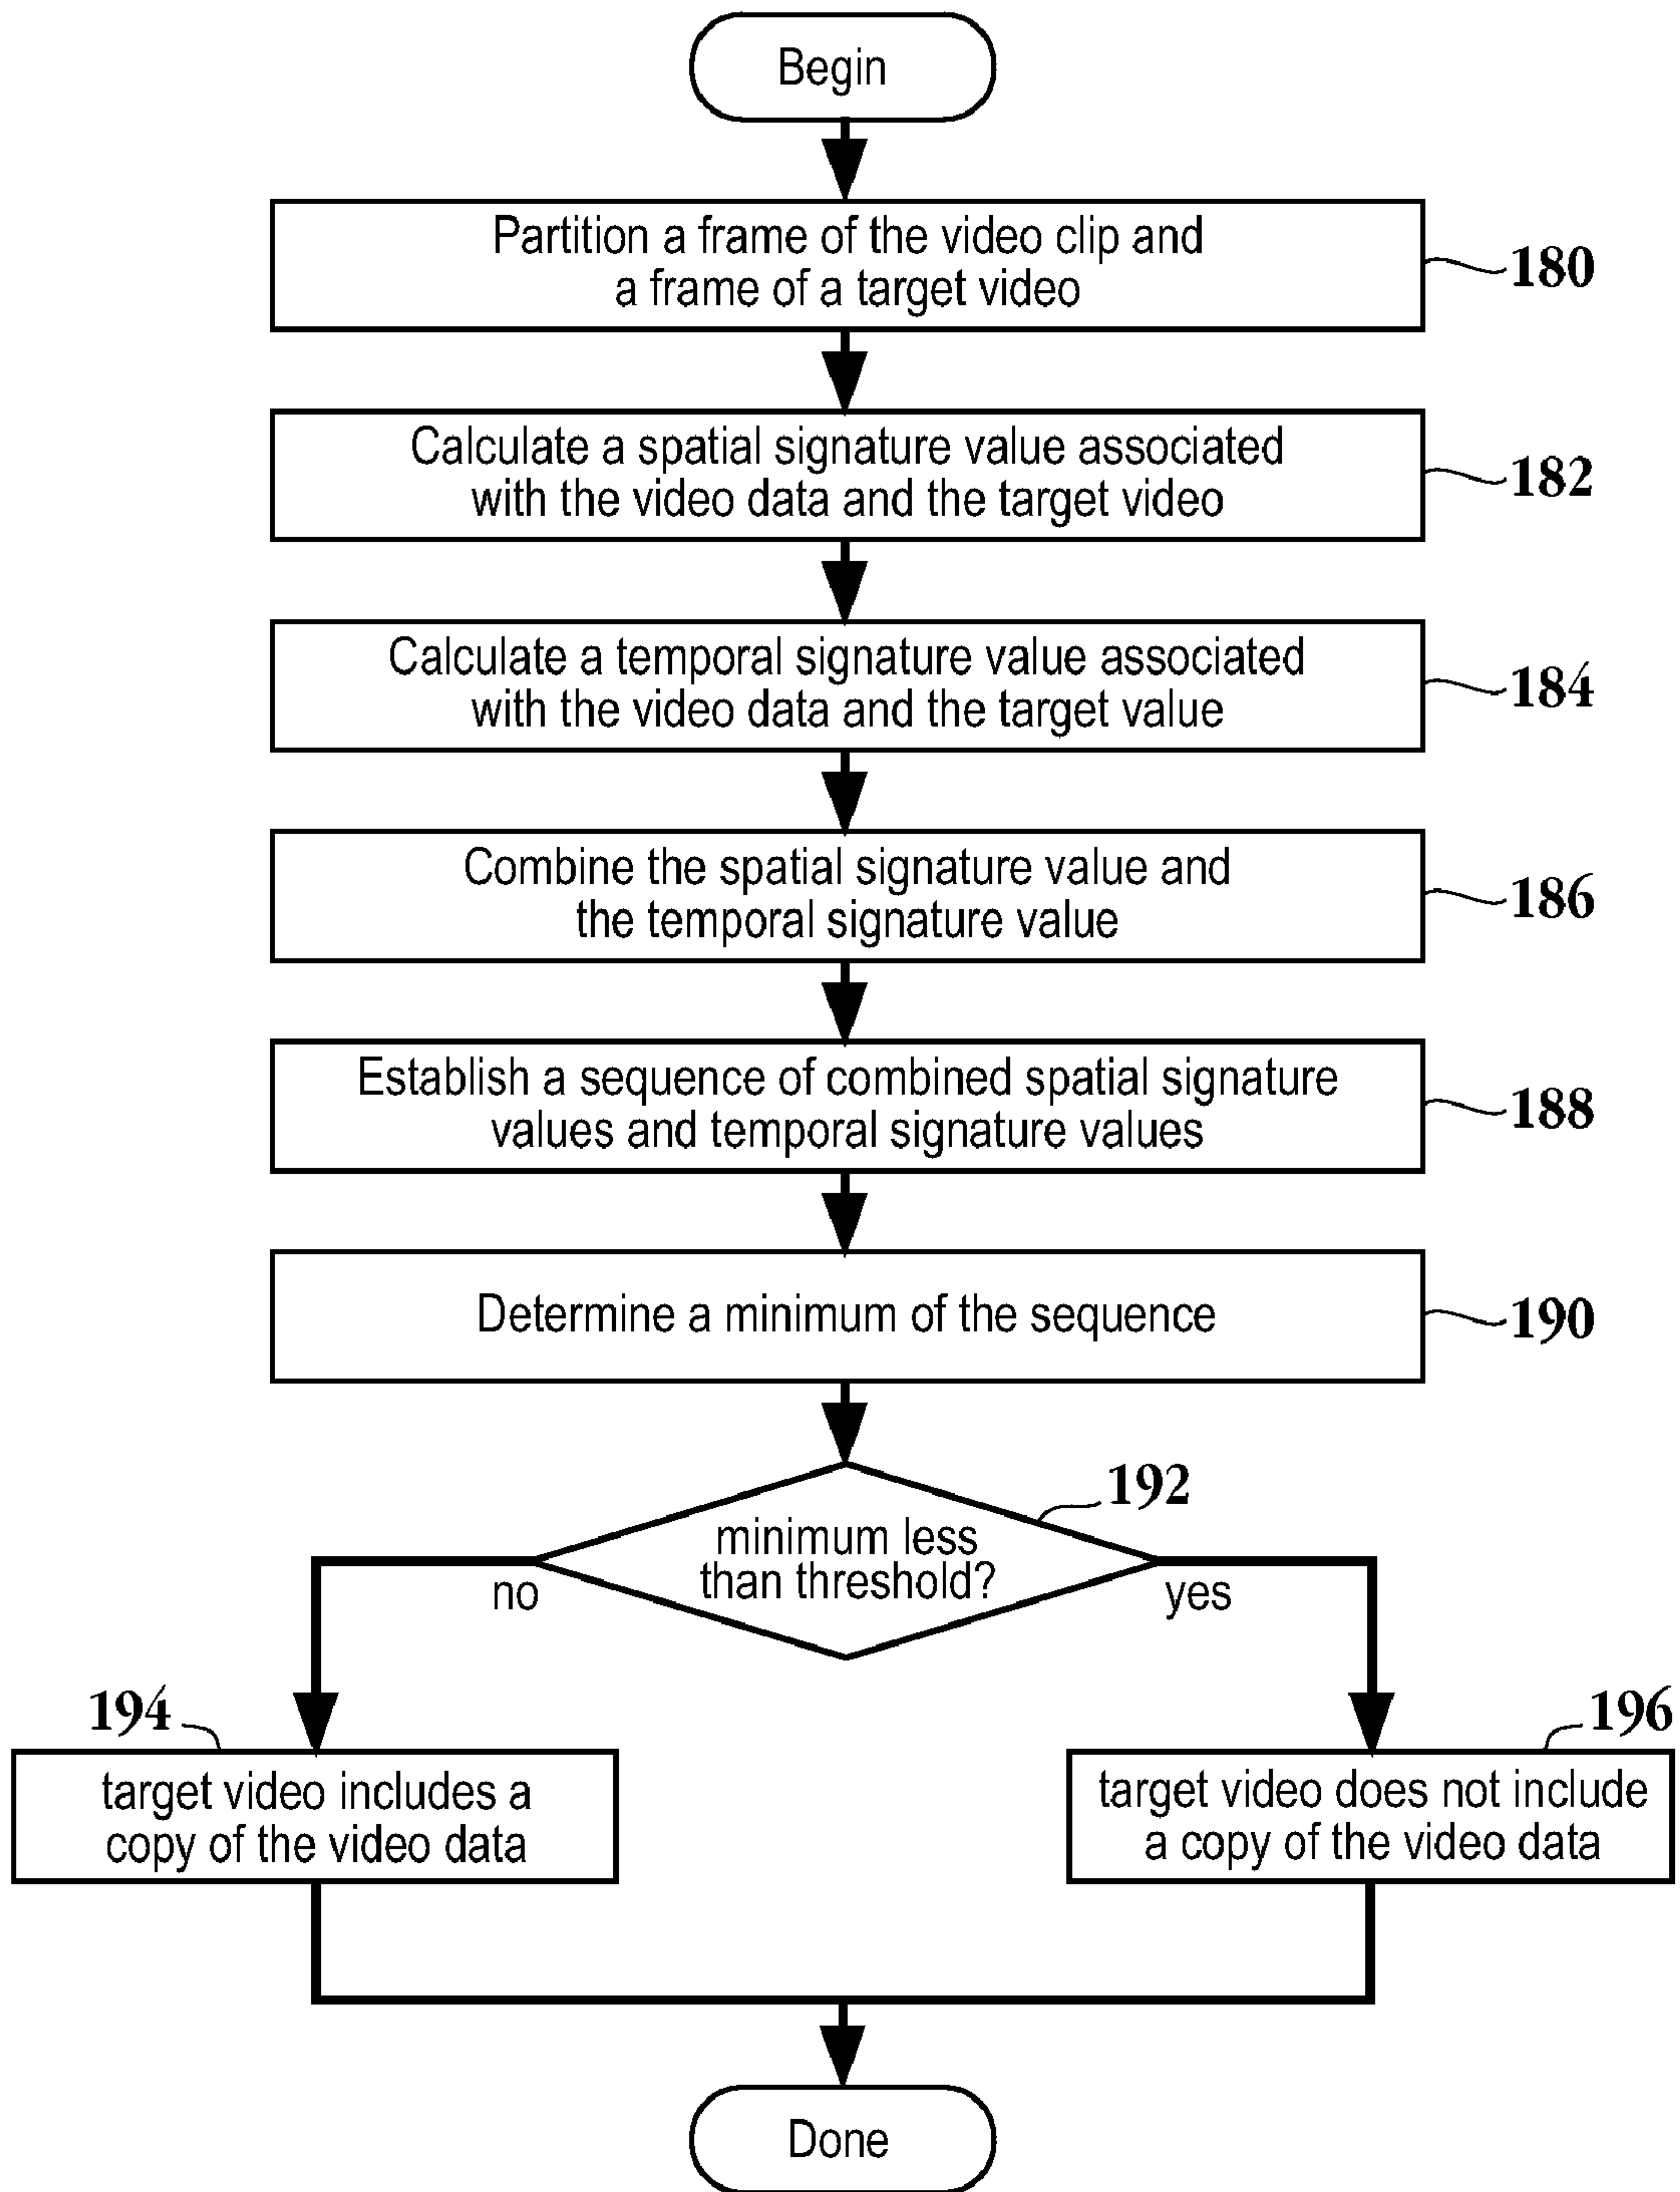 Begin
Partition a frame of the video clip and
a frame of a target video
180
Calculate a spatial signature value associated
with the video data and the target video
182
Calculate a temporal signature value associated
with the video data and the target value
184
Combine the spatial signature value and
the temporal signature value
186
Establish a sequence of combined spatial signature
values and temporal signature values
188
Determine a minimum of the sequence
190
192
minimum less
than threshold?
no
yes
194
target video includes a
copy of the video data
196
target video does not include
a copy of the video data
Done